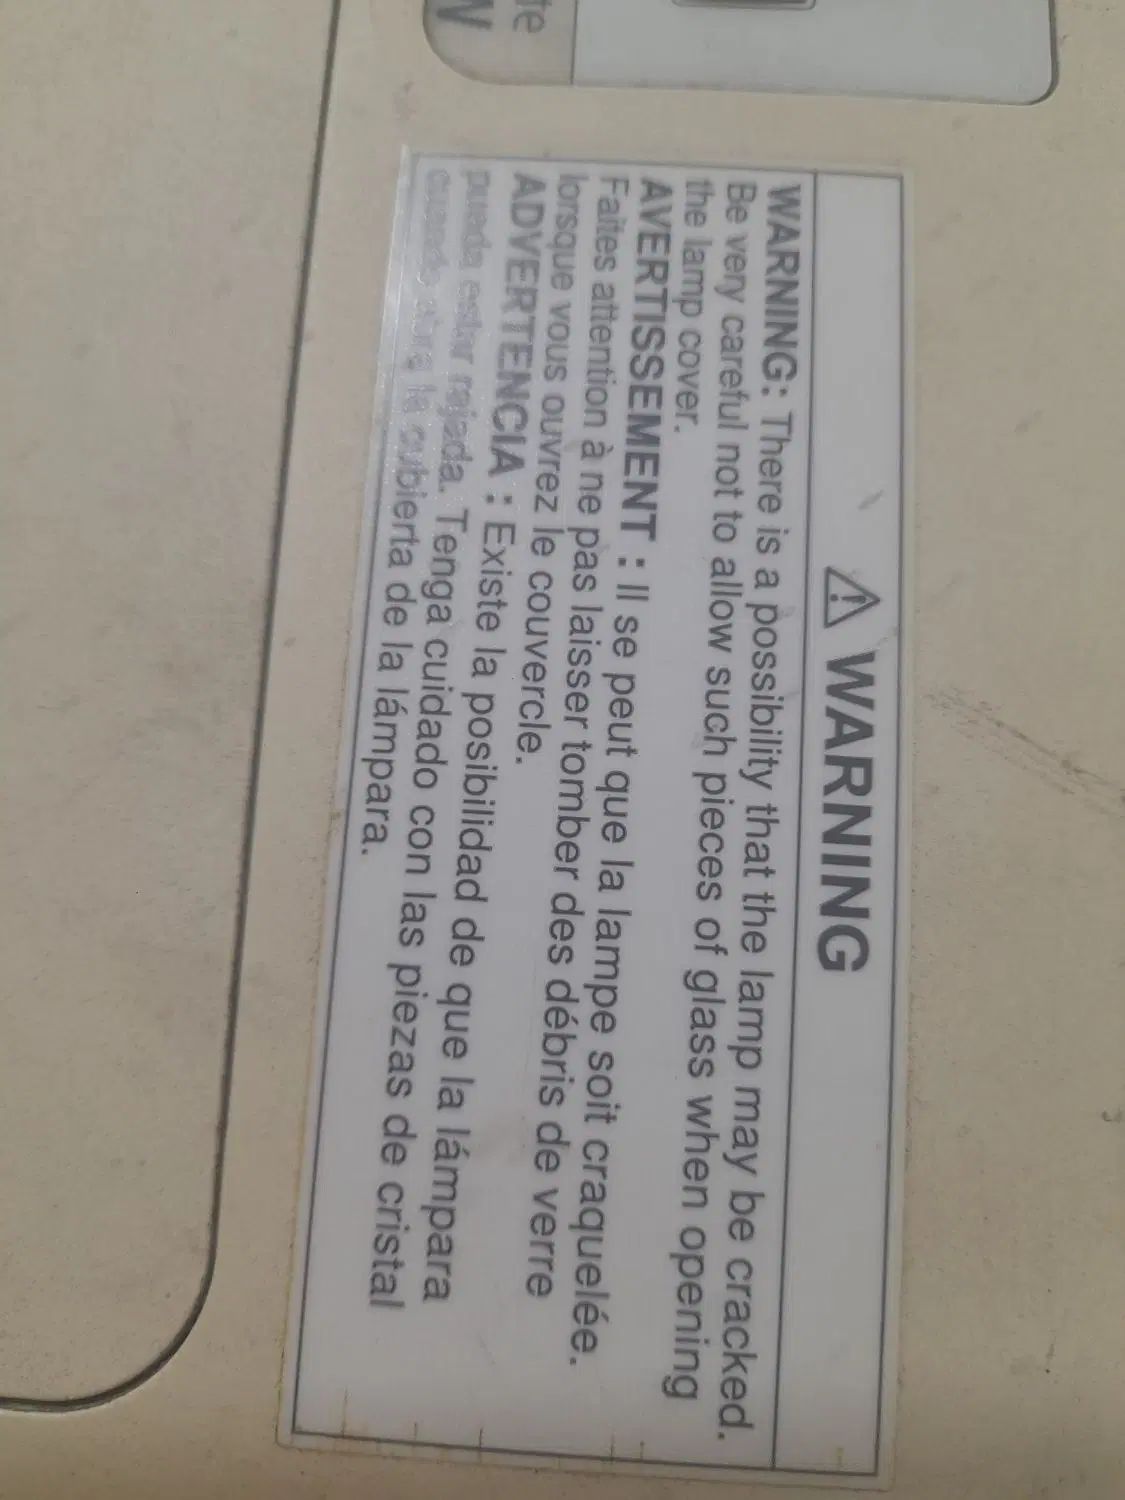 te
W
⚠ WARNING
WARNING: There is a possibility that the lamp may be cracked.
Be very careful not to allow such pieces of glass when opening
the lamp cover.
AVERTISSEMENT : Il se peut que la lampe soit craquelée.
Faites attention à ne pas laisser tomber des débris de verre
lorsque vous ouvrez le couvercle.
ADVERTENCIA : Existe la posibilidad de que la lámpara
pueda estar rajada. Tenga cuidado con las piezas de cristal
cuando abra la cubierta de la lámpara.